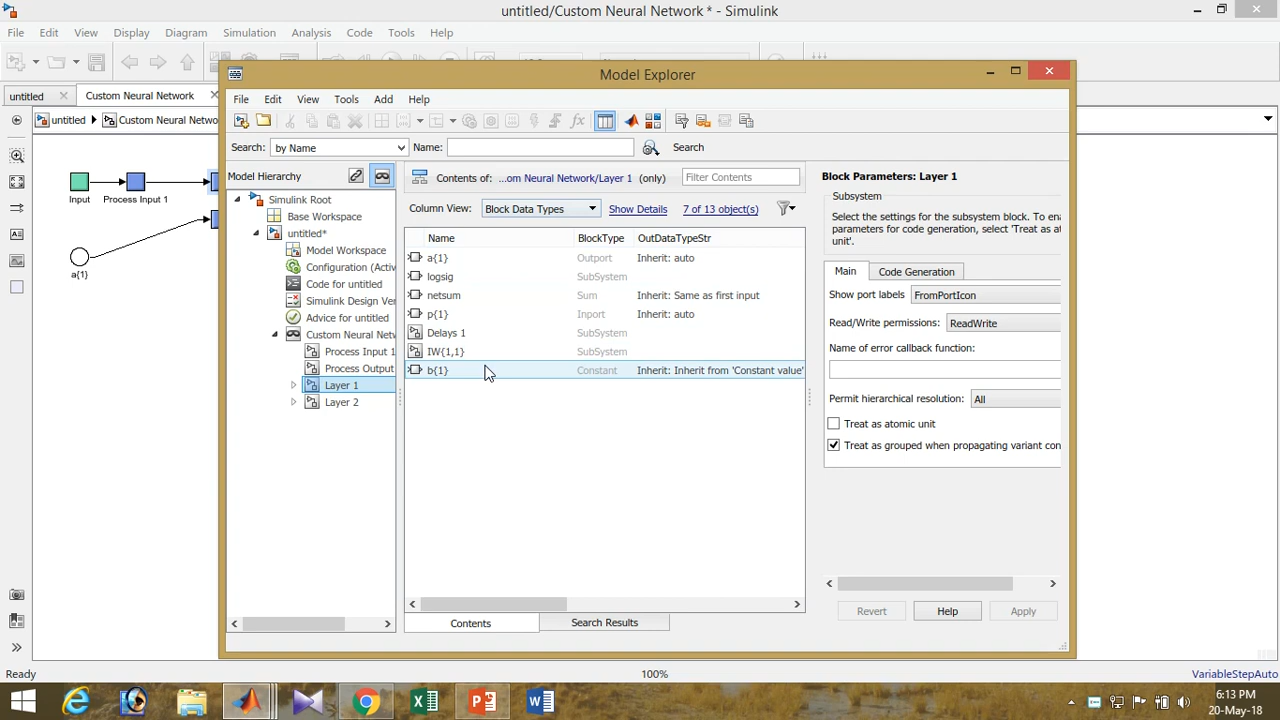 untitled/Custom Neural Network * - Simulink
File Edit View Display Diagram Simulation Analysis Code Tools Help
untitled
Custom Neural Network
untitled
Custom Neural Netwo
Input
Process Input 1
a{1}
Model Explorer
File Edit View Tools Add Help
Search: by Name Name: Search
Model Hierarchy
Simulink Root
Base Workspace
untitled*
Model Workspace
Configuration (Activ
Code for untitled
Simulink Design Ver
Advice for untitled
Custom Neural Netw
Process Input 1
Process Output
Layer 1
Layer 2
Contents of: ...om Neural Network/Layer 1 (only) Filter Contents
Column View: Block Data Types Show Details 7 of 13 object(s)
Name BlockType OutDataTypeStr
a{1} Outport Inherit: auto
logsig SubSystem
netsum Sum Inherit: Same as first input
p{1} Inport Inherit: auto
Delays 1 SubSystem
IW{1,1} SubSystem
b{1} Constant Inherit: Inherit from 'Constant value'
Contents
Search Results
Block Parameters: Layer 1
Subsystem
Select the settings for the subsystem block. To ena
parameters for code generation, select 'Treat as at
unit'.
Main Code Generation
Show port labels FromPortIcon
Read/Write permissions: ReadWrite
Name of error callback function:
Permit hierarchical resolution: All
Treat as atomic unit
Treat as grouped when propagating variant con
Revert Help Apply
Ready 100% VariableStepAuto
6:13 PM
20-May-18